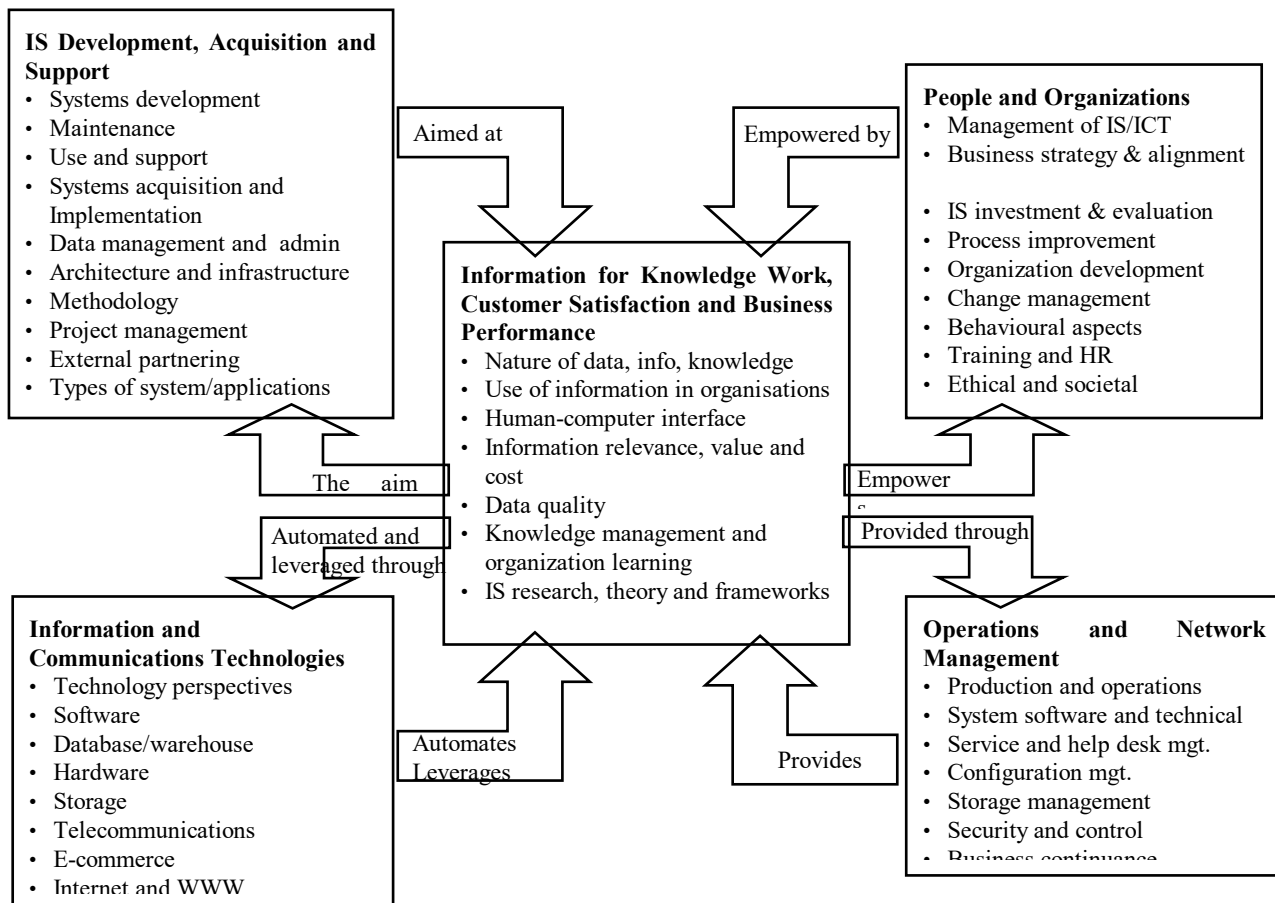 IS Development, Acquisition and
Support
• Systems development
• Maintenance
• Use and support
• Systems acquisition and
Implementation
• Data management and admin
• Architecture and infrastructure
• Methodology
• Project management
• External partnering
• Types of system/applications
Aimed at
Empowered by
People and Organizations
• Management of IS/ICT
• Business strategy & alignment
• IS investment & evaluation
• Process improvement
• Organization development
• Change management
• Behavioural aspects
• Training and HR
• Ethical and societal
Information for Knowledge Work,
Customer Satisfaction and Business
Performance
• Nature of data, info, knowledge
• Use of information in organisations
• Human-computer interface
• Information relevance, value and
cost
• Data quality
• Knowledge management and
organization learning
• IS research, theory and frameworks
The aim
Empower
s
Automated and
leveraged through
Provided through
Information and
Communications Technologies
• Technology perspectives
• Software
• Database/warehouse
• Hardware
• Storage
• Telecommunications
• E-commerce
• Internet and WWW
Automates
Leverages
Provides
Operations and Network
Management
• Production and operations
• System software and technical
• Service and help desk mgt.
• Configuration mgt.
• Storage management
• Security and control
• Business continuance